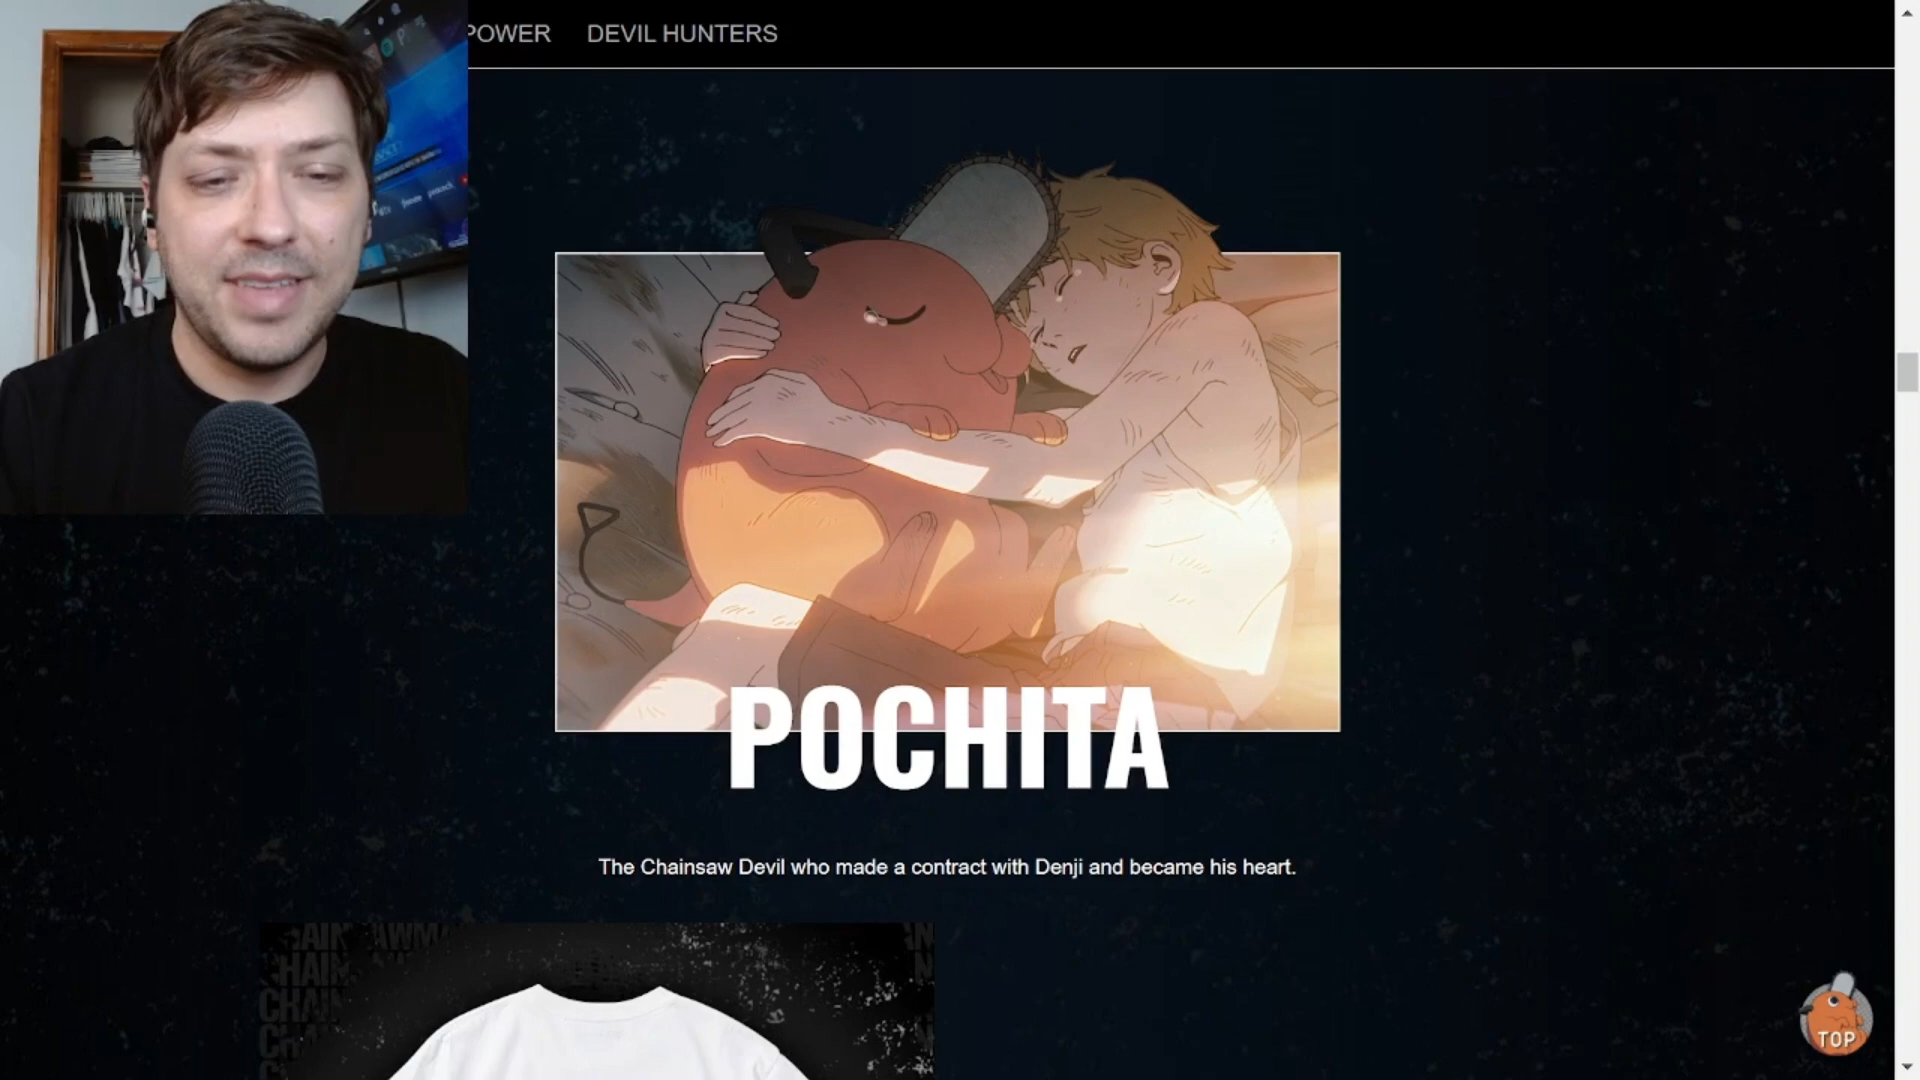 POWER
DEVIL HUNTERS
POCHITA
The Chainsaw Devil who made a contract with Denji and became his heart.
TOP